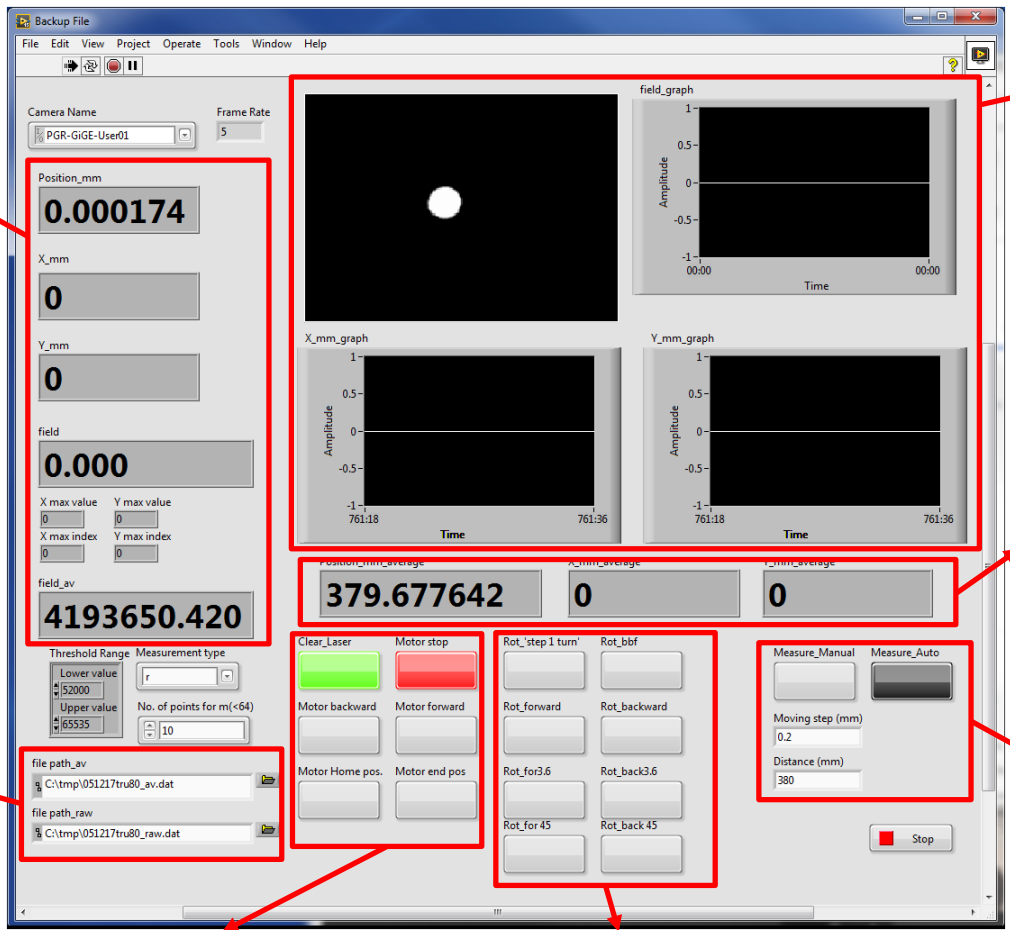 Backup File
File Edit View Project Operate Tools Window Help
Camera Name Frame Rate
PGR-GiGE-User01 5
Position_mm
0.000174
X_mm
0
Y_mm
0
field
0.000
X max value Y max value
0 0
X max index Y max index
0 0
field_av
4193650.420
Threshold Range Measurement type
Lower value
52000
r
Upper value
65535
No. of points for m(<64)
10
file path_av
C:\tmp\051217tru80_av.dat
file path_raw
C:\tmp\051217tru80_raw.dat
field_graph
1
0.5
0
-0.5
-1
Amplitude
00:00 00:00
Time
X_mm_graph
1
0.5
0
-0.5
-1
Amplitude
761:18 761:36
Time
Y_mm_graph
1
0.5
0
-0.5
-1
Amplitude
761:18 761:36
Time
Position_mm_average X_mm_average Y_mm_average
379.677642 0 0
Clear_Laser Motor stop
Motor backward Motor forward
Motor Home pos. Motor end pos
Rot_'step 1 turn' Rot_bbf
Rot_forward Rot_backward
Rot_for3.6 Rot_back3.6
Rot_for 45 Rot_back 45
Measure_Manual Measure_Auto
Moving step (mm)
0.2
Distance (mm)
380
Stop